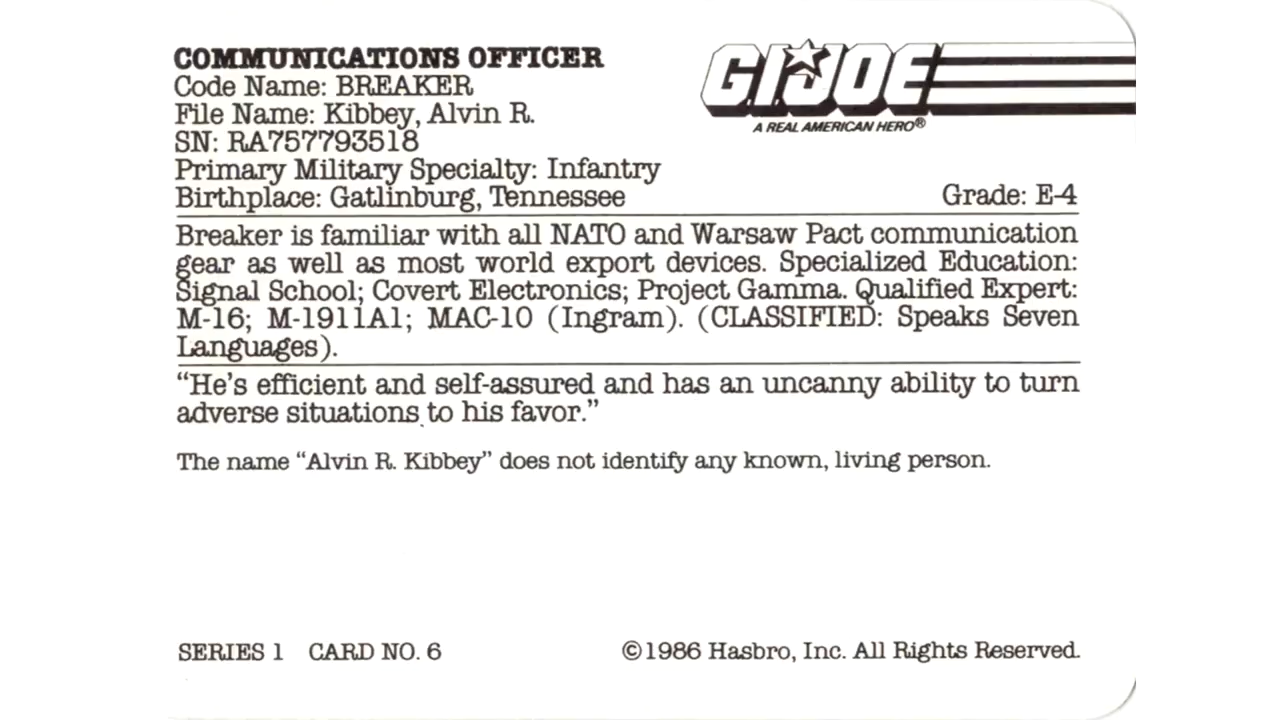 COMMUNICATIONS OFFICER
Code Name: BREAKER
File Name: Kibbey, Alvin R.
SN: RA757793518
Primary Military Specialty: Infantry
Birthplace: Gatlinburg, Tennessee
G.I.JOE
A REAL AMERICAN HERO®
Grade: E-4
Breaker is familiar with all NATO and Warsaw Pact communication
gear as well as most world export devices. Specialized Education:
Signal School; Covert Electronics; Project Gamma. Qualified Expert:
M-16; M-1911A1; MAC-10 (Ingram). (CLASSIFIED: Speaks Seven
Languages).
“He’s efficient and self-assured and has an uncanny ability to turn
adverse situations to his favor.”
The name “Alvin R. Kibbey” does not identify any known, living person.
SERIES 1 CARD NO. 6
©1986 Hasbro, Inc. All Rights Reserved.